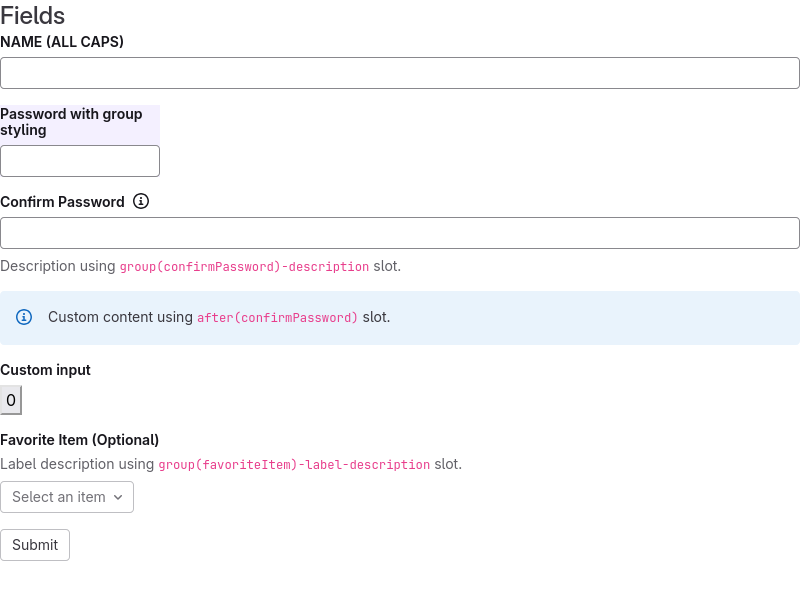 Fields
NAME (ALL CAPS)
Password with group
styling
Confirm Password
Description using group(confirmPassword)-description slot.
Custom content using after(confirmPassword) slot.
Custom input
0
Favorite Item (Optional)
Label description using group(favoriteItem)-label-description slot.
Select an item
Submit